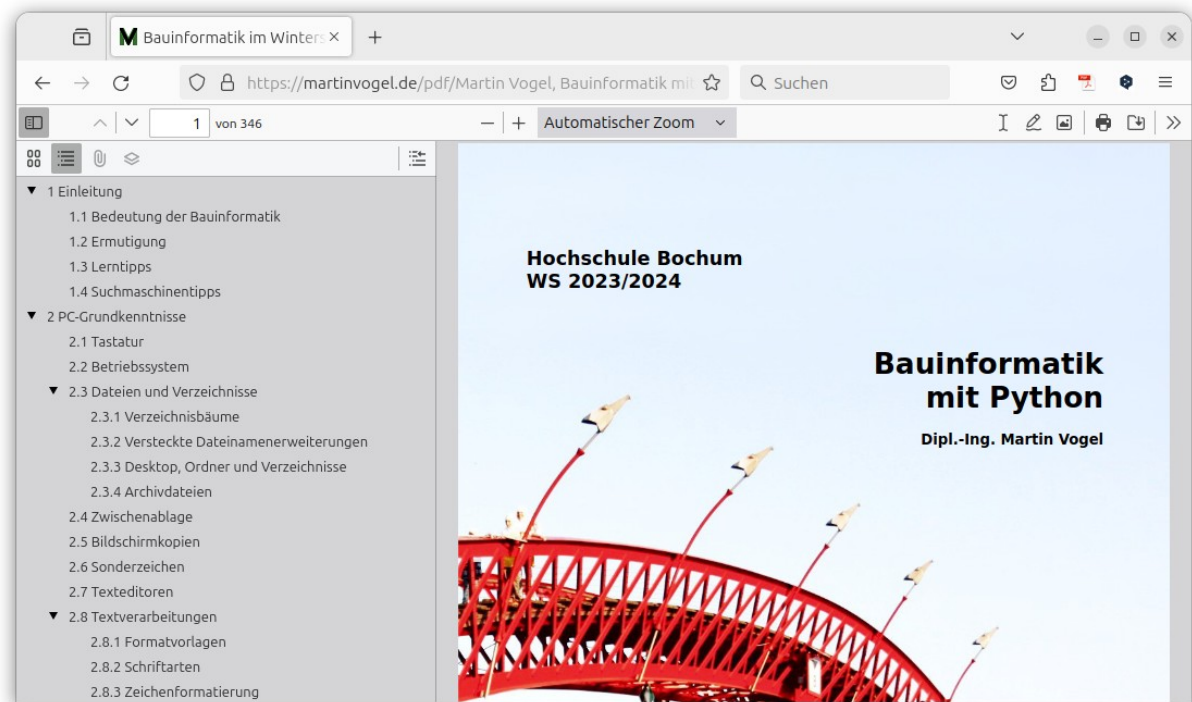 Bauinformatik im Winters
https://martinvogel.de/pdf/Martin Vogel, Bauinformatik mi
Suchen
1 von 346
Automatischer Zoom
1 Einleitung
1.1 Bedeutung der Bauinformatik
1.2 Ermutigung
1.3 Lerntipps
1.4 Suchmaschinentipps
2 PC-Grundkenntnisse
2.1 Tastatur
2.2 Betriebssystem
2.3 Dateien und Verzeichnisse
2.3.1 Verzeichnisbäume
2.3.2 Versteckte Dateinamenerweiterungen
2.3.3 Desktop, Ordner und Verzeichnisse
2.3.4 Archivdateien
2.4 Zwischenablage
2.5 Bildschirmkopien
2.6 Sonderzeichen
2.7 Texteditoren
2.8 Textverarbeitungen
2.8.1 Formatvorlagen
2.8.2 Schriftarten
2.8.3 Zeichenformatierung
Hochschule Bochum
WS 2023/2024
Bauinformatik
mit Python
Dipl.-Ing. Martin Vogel